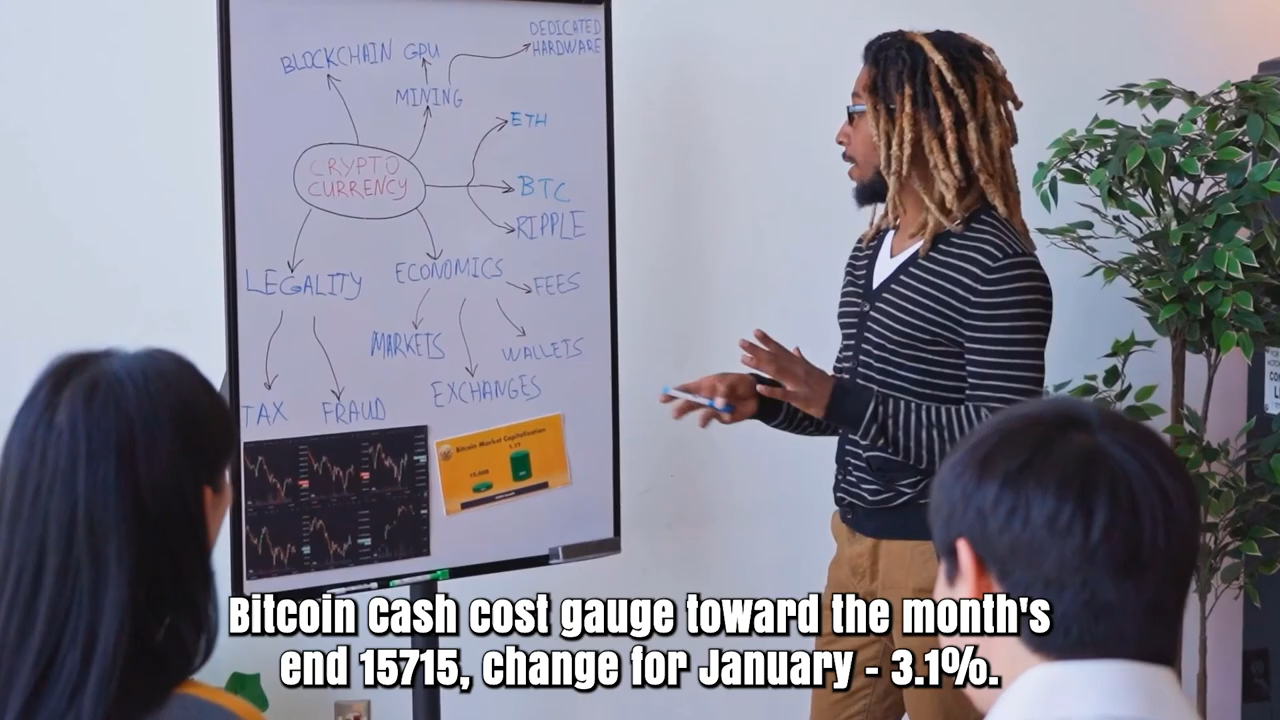 DEDICATED
HARDWARE
BLOCKCHAIN GPU
MINING
ETH
CRYPTO
CURRENCY
BTC
RIPPLE
LEGALITY
ECONOMICS
FEES
MARKETS
WALLETS
EXCHANGES
TAX FRAUD
Bitcoin Market Capitalisation
Bitcoin Cash cost gauge toward the month's
end 15715, change for January - 3.1%.